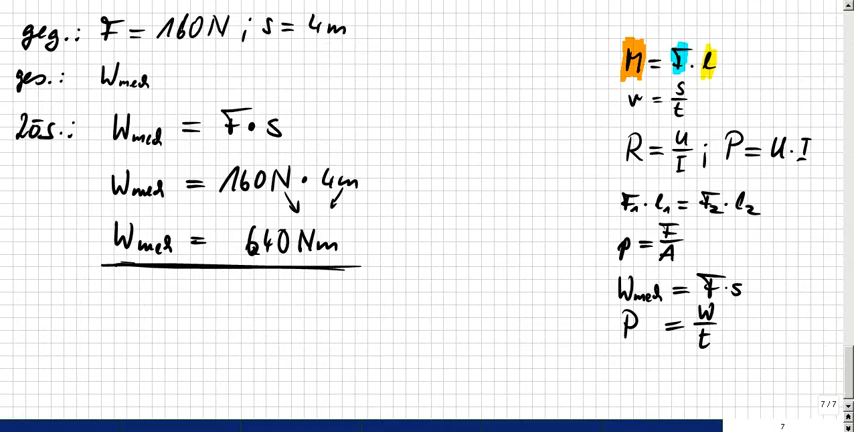 geg.: F = 160N ; s = 4m
ges.: Wmech
Lös.: Wmech = F · s
Wmech = 160N · 4m
Wmech = 640Nm
M = F · l
v = s/t
R = U/I ; P = U · I
F₁ · l₁ = F₂ · l₂
p = F/A
Wmech = F · s
P = W/t
7 / 7
7